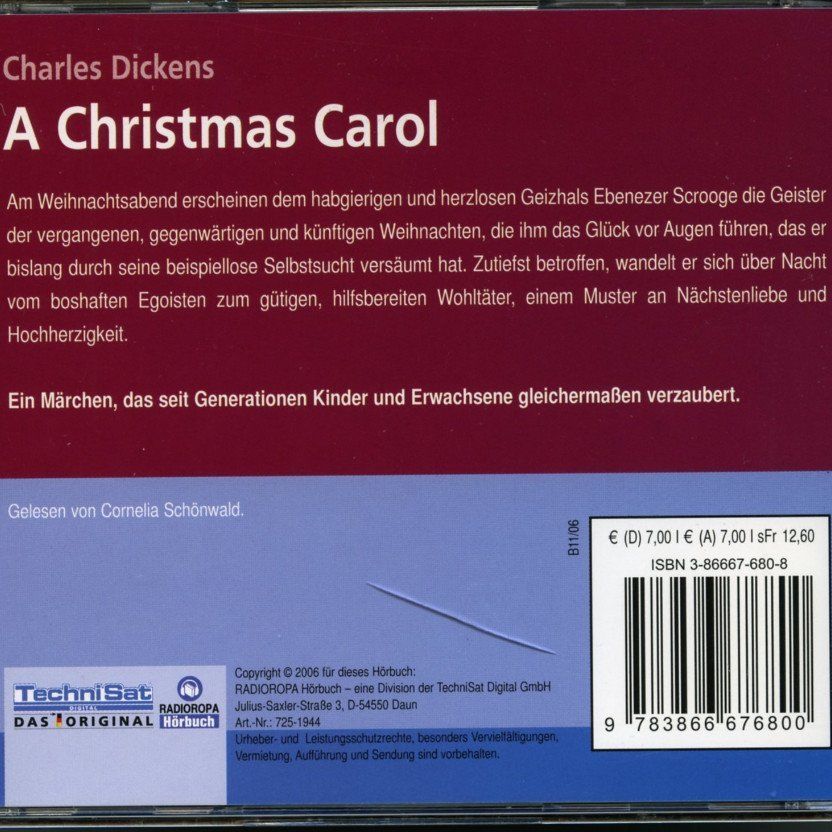 Charles Dickens
A Christmas Carol
Am Weihnachtsabend erscheinen dem habgierigen und herzlosen Geizhals Ebenezer Scrooge die Geister
der vergangenen, gegenwärtigen und künftigen Weihnachten, die ihm das Glück vor Augen führen, das er
bislang durch seine beispiellose Selbstsucht versäumt hat. Zutiefst betroffen, wandelt er sich über Nacht
vom boshaften Egoisten zum gütigen, hilfsbereiten Wohltäter, einem Muster an Nächstenliebe und
Hochherzigkeit.
Ein Märchen, das seit Generationen Kinder und Erwachsene gleichermaßen verzaubert.
Gelesen von Cornelia Schönwald.
B11/06
€ (D) 7,00 I € (A) 7,00 I sFr 12,60
ISBN 3-86667-680-8
9 783866 676800
TechniSat
DIGITAL
DAS ORIGINAL
RADIOROPA
Hörbuch
Copyright © 2006 für dieses Hörbuch:
RADIOROPA Hörbuch – eine Division der TechniSat Digital GmbH
Julius-Saxler-Straße 3, D-54550 Daun
Art.-Nr.: 725-1944
Urheber- und Leistungsschutzrechte, besonders Vervielfältigungen,
Vermietung, Aufführung und Sendung sind vorbehalten.